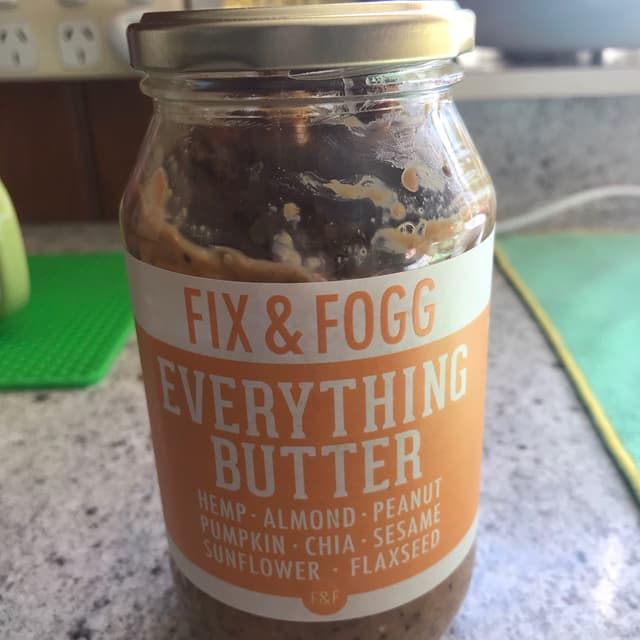 FIX & FOGG
EVERYTHING
BUTTER
HEMP · ALMOND · PEANUT
PUMPKIN · CHIA · SESAME
SUNFLOWER · FLAXSEED
F&F